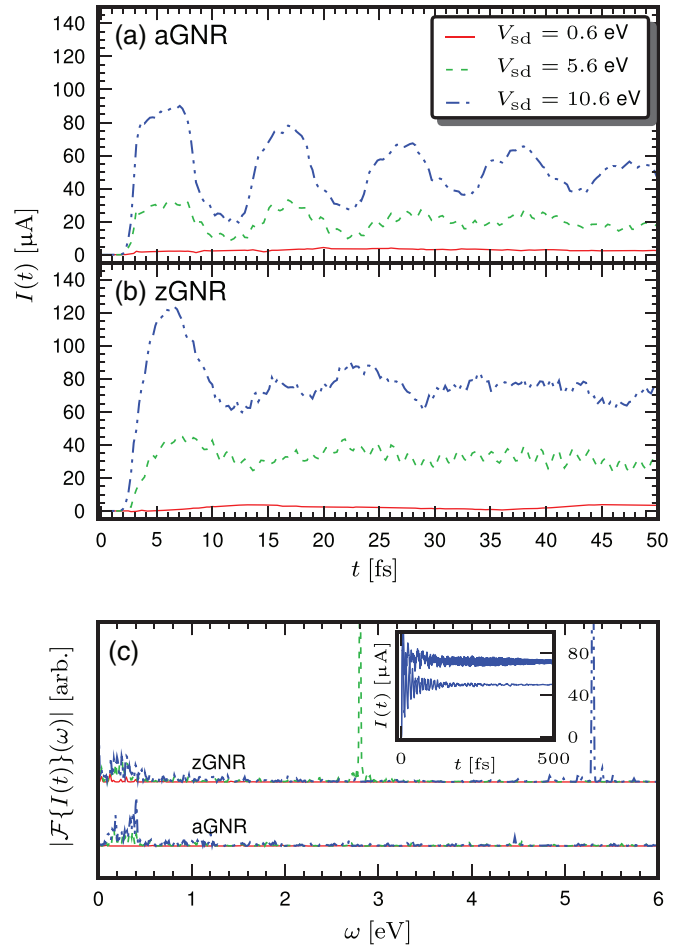 (a) aGNR
V_sd = 0.6 eV
V_sd = 5.6 eV
V_sd = 10.6 eV
140
120
100
80
60
40
20
0
I(t) [µA]
(b) zGNR
140
120
100
80
60
40
20
0
0 5 10 15 20 25 30 35 40 45 50
t [fs]
(c)
|ℱ{I(t)}(ω)| [arb.]
zGNR
aGNR
I(t) [µA]
80
40
0
0 500
t [fs]
0 1 2 3 4 5 6
ω [eV]